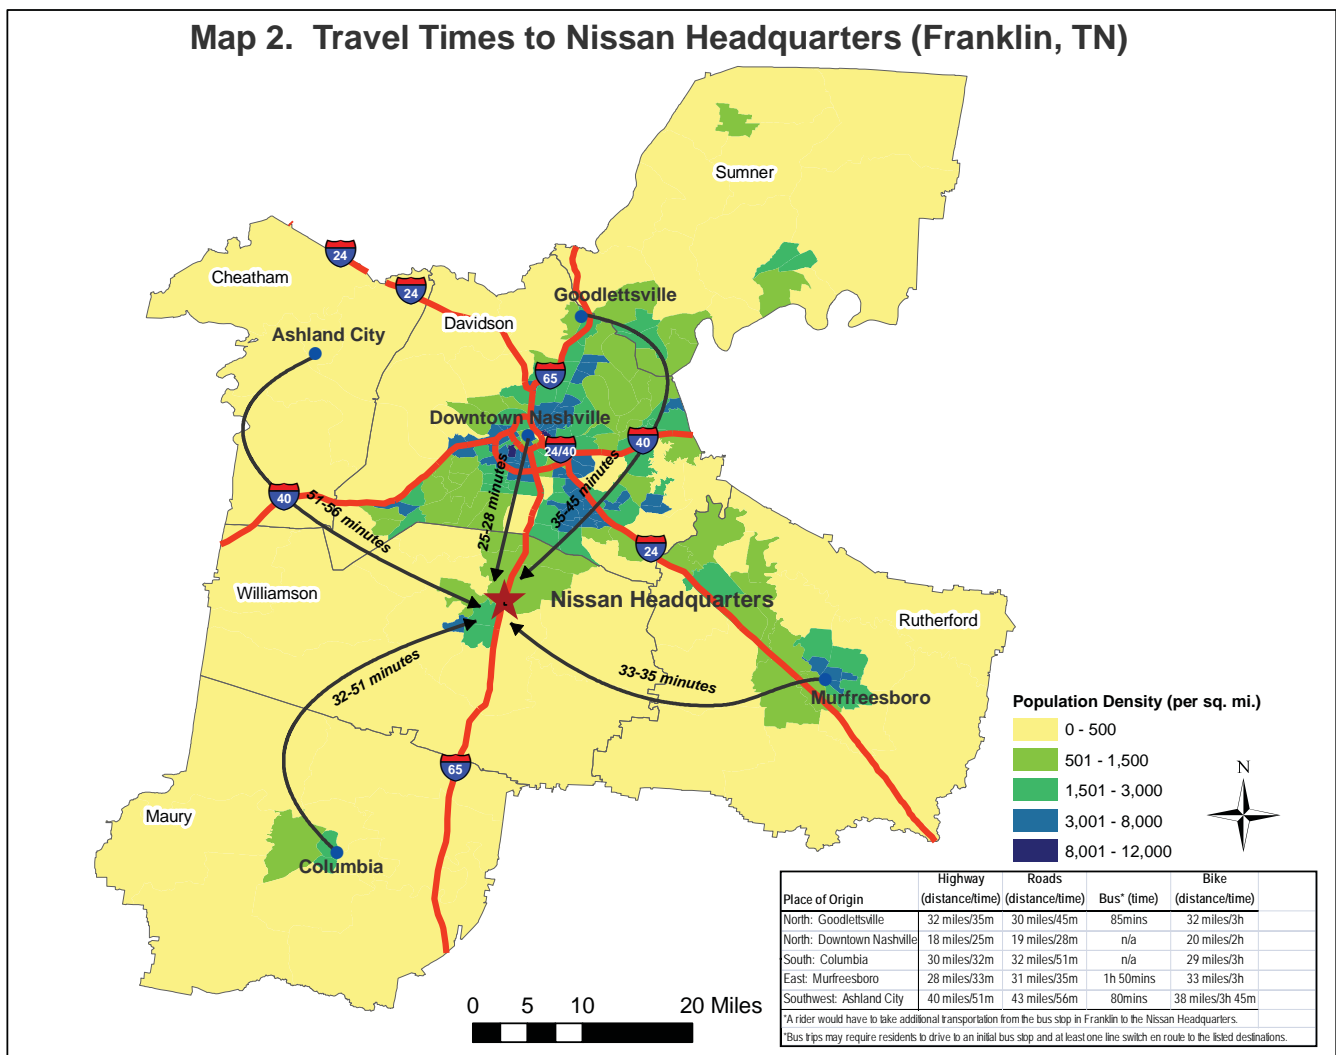 Map 2.  Travel Times to Nissan Headquarters (Franklin, TN)
Sumner
24
Cheatham
24
Goodlettsville
Davidson
Ashland City
65
Downtown Nashville
40
24/40
40
51-56 minutes
25-28 minutes
35-45 minutes
24
Williamson
Nissan Headquarters
Rutherford
32-51 minutes
33-35 minutes
Murfreesboro
65
Maury
Columbia
Population Density (per sq. mi.)
0 - 500
501 - 1,500
1,501 - 3,000
3,001 - 8,000
8,001 - 12,000
N
0 5 10 20 Miles
Highway Roads Bike
Place of Origin (distance/time) (distance/time) Bus* (time) (distance/time)
North: Goodlettsville 32 miles/35m 30 miles/45m 85mins 32 miles/3h
North: Downtown Nashville 18 miles/25m 19 miles/28m n/a 20 miles/2h
South: Columbia 30 miles/32m 32 miles/51m n/a 29 miles/3h
East: Murfreesboro 28 miles/33m 31 miles/35m 1h 50mins 33 miles/3h
Southwest: Ashland City 40 miles/51m 43 miles/56m 80mins 38 miles/3h 45m
*A rider would have to take additional transportation from the bus stop in Franklin to the Nissan Headquarters.
*Bus trips may require residents to drive to an initial bus stop and at least one line switch en route to the listed destinations.